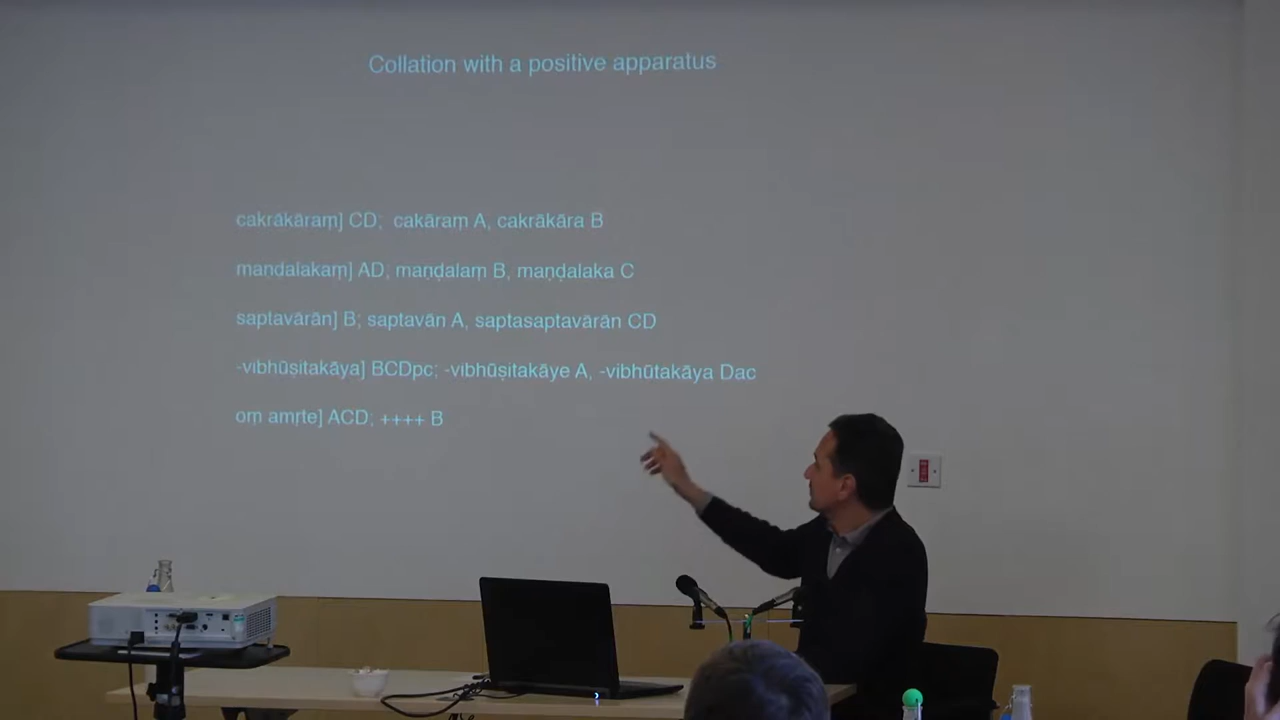 Collation with a positive apparatus
cakrākāraṃ] CD; cakāraṃ A, cakrākāra B
mandalakaṃ] AD, maṇḍalaṃ B, maṇḍalaka C
saptavārān] B; saptavān A, saptasaptavārān CD
-vibhūṣitakāya] BCDpc; -vibhūṣitakāye A, -vibhūtakāya Dac
oṃ amṛte] ACD; ++++ B